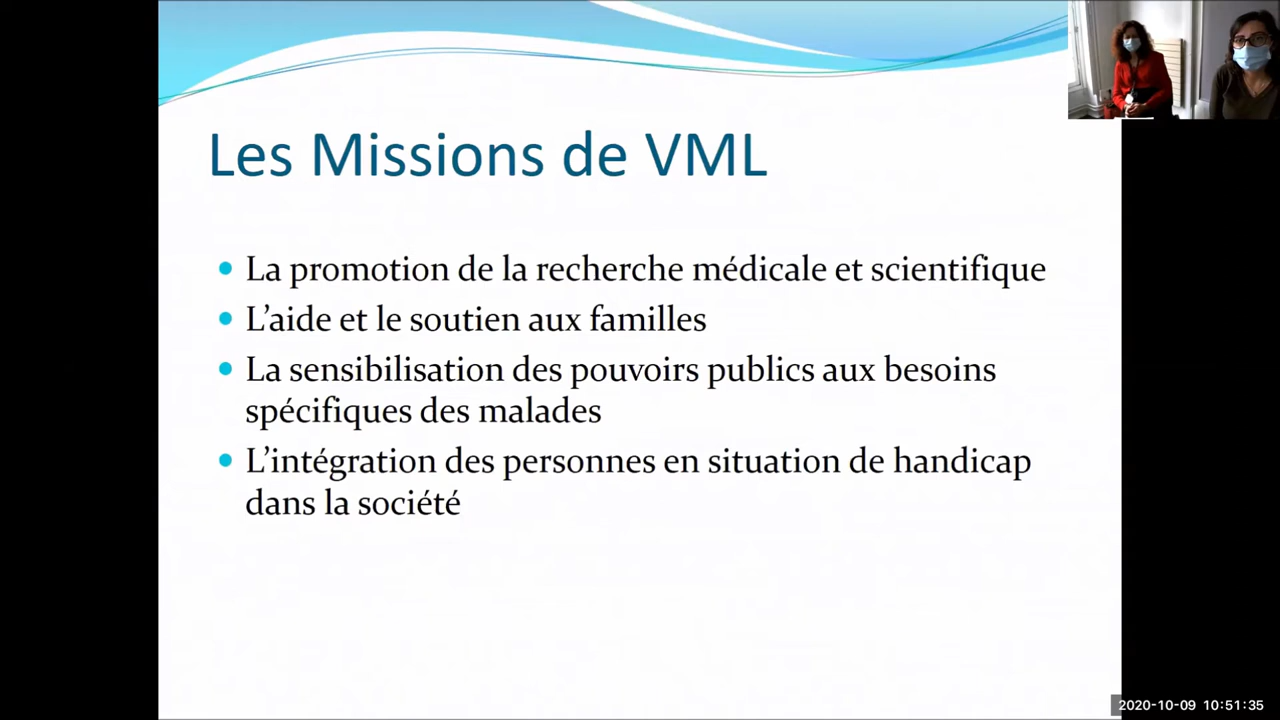 Les Missions de VML
• La promotion de la recherche médicale et scientifique
• L’aide et le soutien aux familles
• La sensibilisation des pouvoirs publics aux besoins
spécifiques des malades
• L’intégration des personnes en situation de handicap
dans la société
2020-10-09 10:51:35